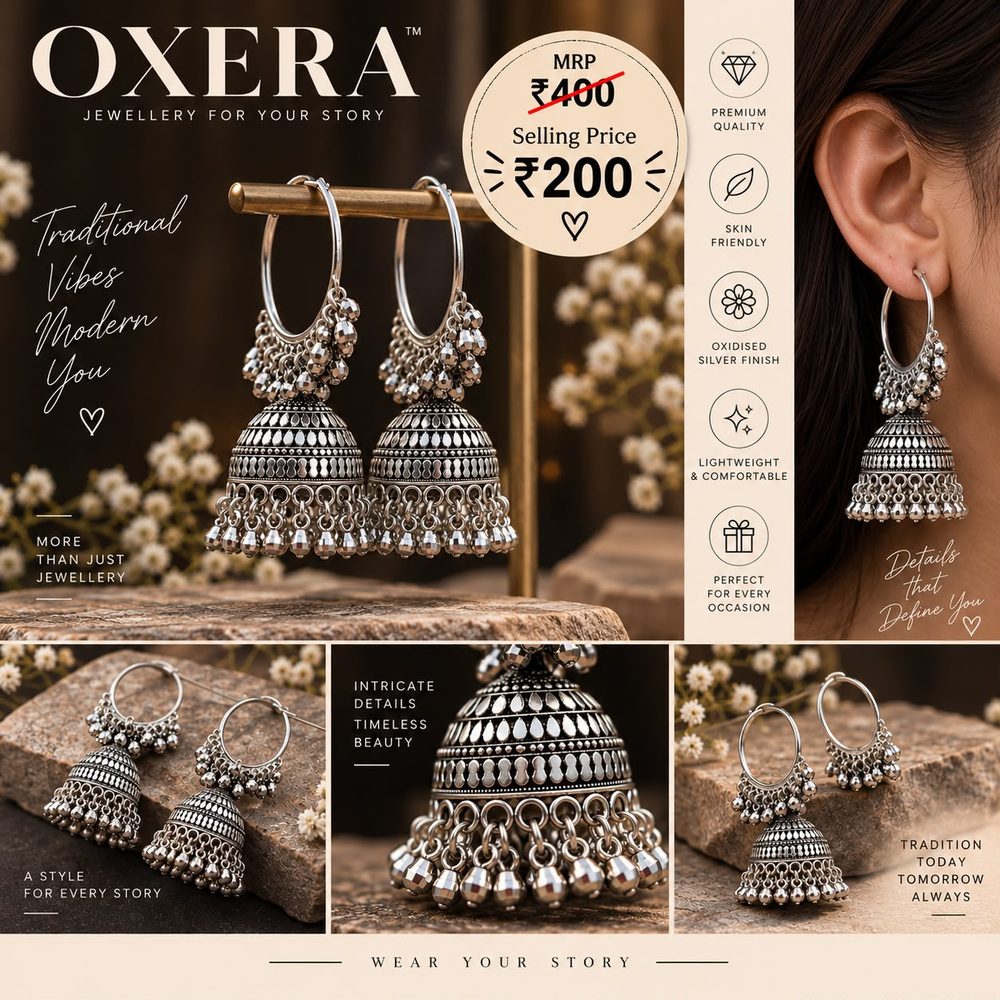 OXERA™
JEWELLERY FOR YOUR STORY
Traditional
Vibes
Modern
You
MORE
THAN JUST
JEWELLERY
MRP
₹400
Selling Price
₹200
PREMIUM
QUALITY
SKIN
FRIENDLY
OXIDISED
SILVER FINISH
LIGHTWEIGHT
& COMFORTABLE
PERFECT
FOR EVERY
OCCASION
Details
that
Define You
A STYLE
FOR EVERY STORY
INTRICATE
DETAILS
TIMELESS
BEAUTY
TRADITION
TODAY
TOMORROW
ALWAYS
WEAR YOUR STORY